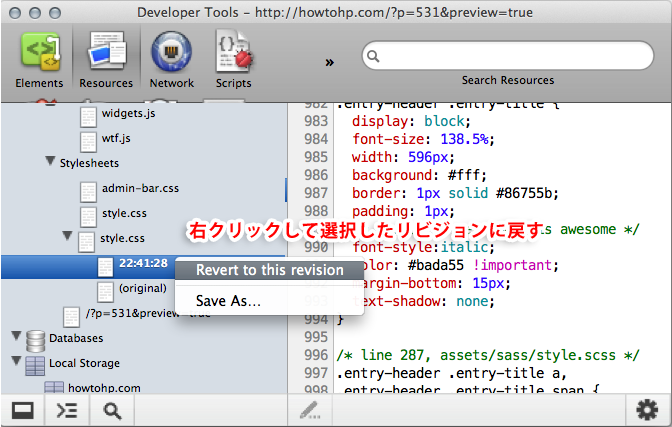 Developer Tools – http://howtohp.com/?p=531&preview=true
Elements
Resources
Network
Scripts
»
Search Resources
widgets.js
wtf.js
Stylesheets
admin-bar.css
style.css
style.css
22:41:28
(original)
/?p=531&preview=true
Databases
Local Storage
howtohp.com
右クリックして選択したリビジョンに戻す
Revert to this revision
Save As...
982 .entry-header .entry-title {
983 display: block;
984 font-size: 138.5%;
985 width: 596px;
986 background: #fff;
987 border: 1px solid #86755b;
988 padding: 1px;
awesome */
990 font-style:italic;
color: #bada55 !important;
margin-bottom: 15px;
text-shadow: none;
994 }
995
996 /* line 287, assets/sass/style.scss */
997 .entry-header .entry-title a,
998 .entry-header .entry-title span {